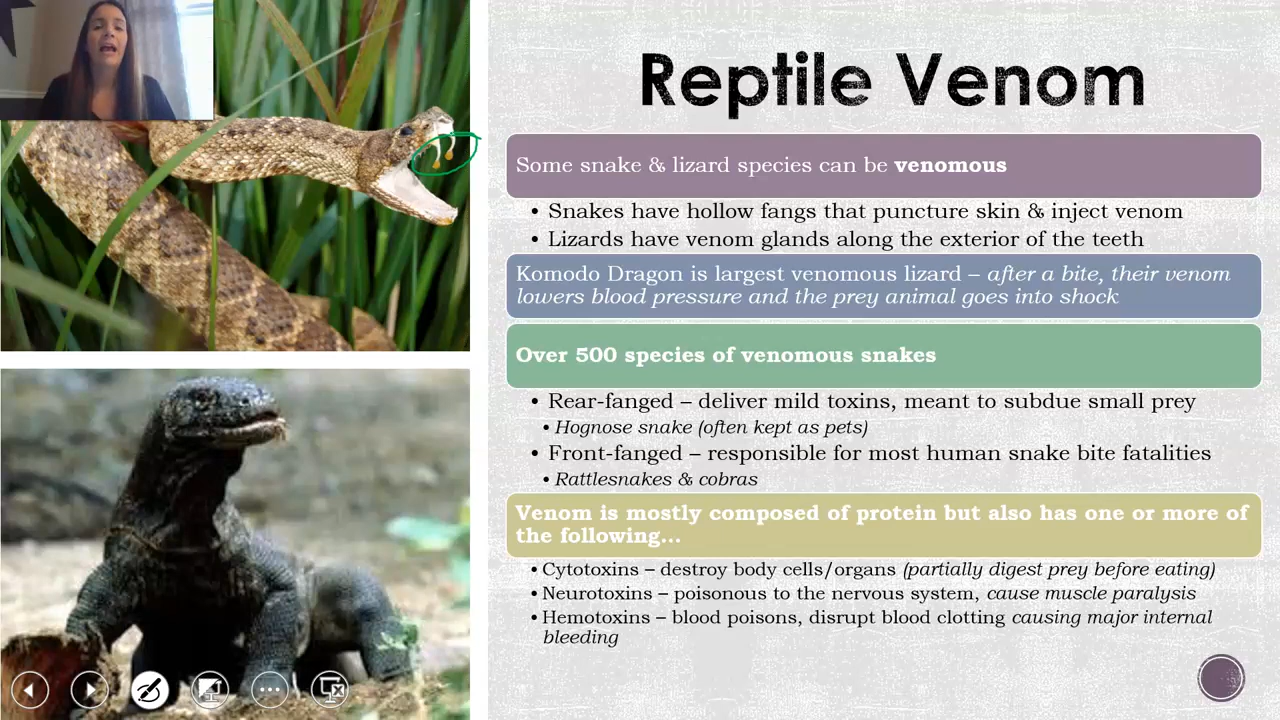 Reptile Venom
Some snake & lizard species can be venomous
• Snakes have hollow fangs that puncture skin & inject venom
• Lizards have venom glands along the exterior of the teeth
Komodo Dragon is largest venomous lizard – after a bite, their venom
lowers blood pressure and the prey animal goes into shock
Over 500 species of venomous snakes
• Rear-fanged – deliver mild toxins, meant to subdue small prey
• Hognose snake (often kept as pets)
• Front-fanged – responsible for most human snake bite fatalities
• Rattlesnakes & cobras
Venom is mostly composed of protein but also has one or more of
the following...
• Cytotoxins – destroy body cells/organs (partially digest prey before eating)
• Neurotoxins – poisonous to the nervous system, cause muscle paralysis
• Hemotoxins – blood poisons, disrupt blood clotting causing major internal
bleeding